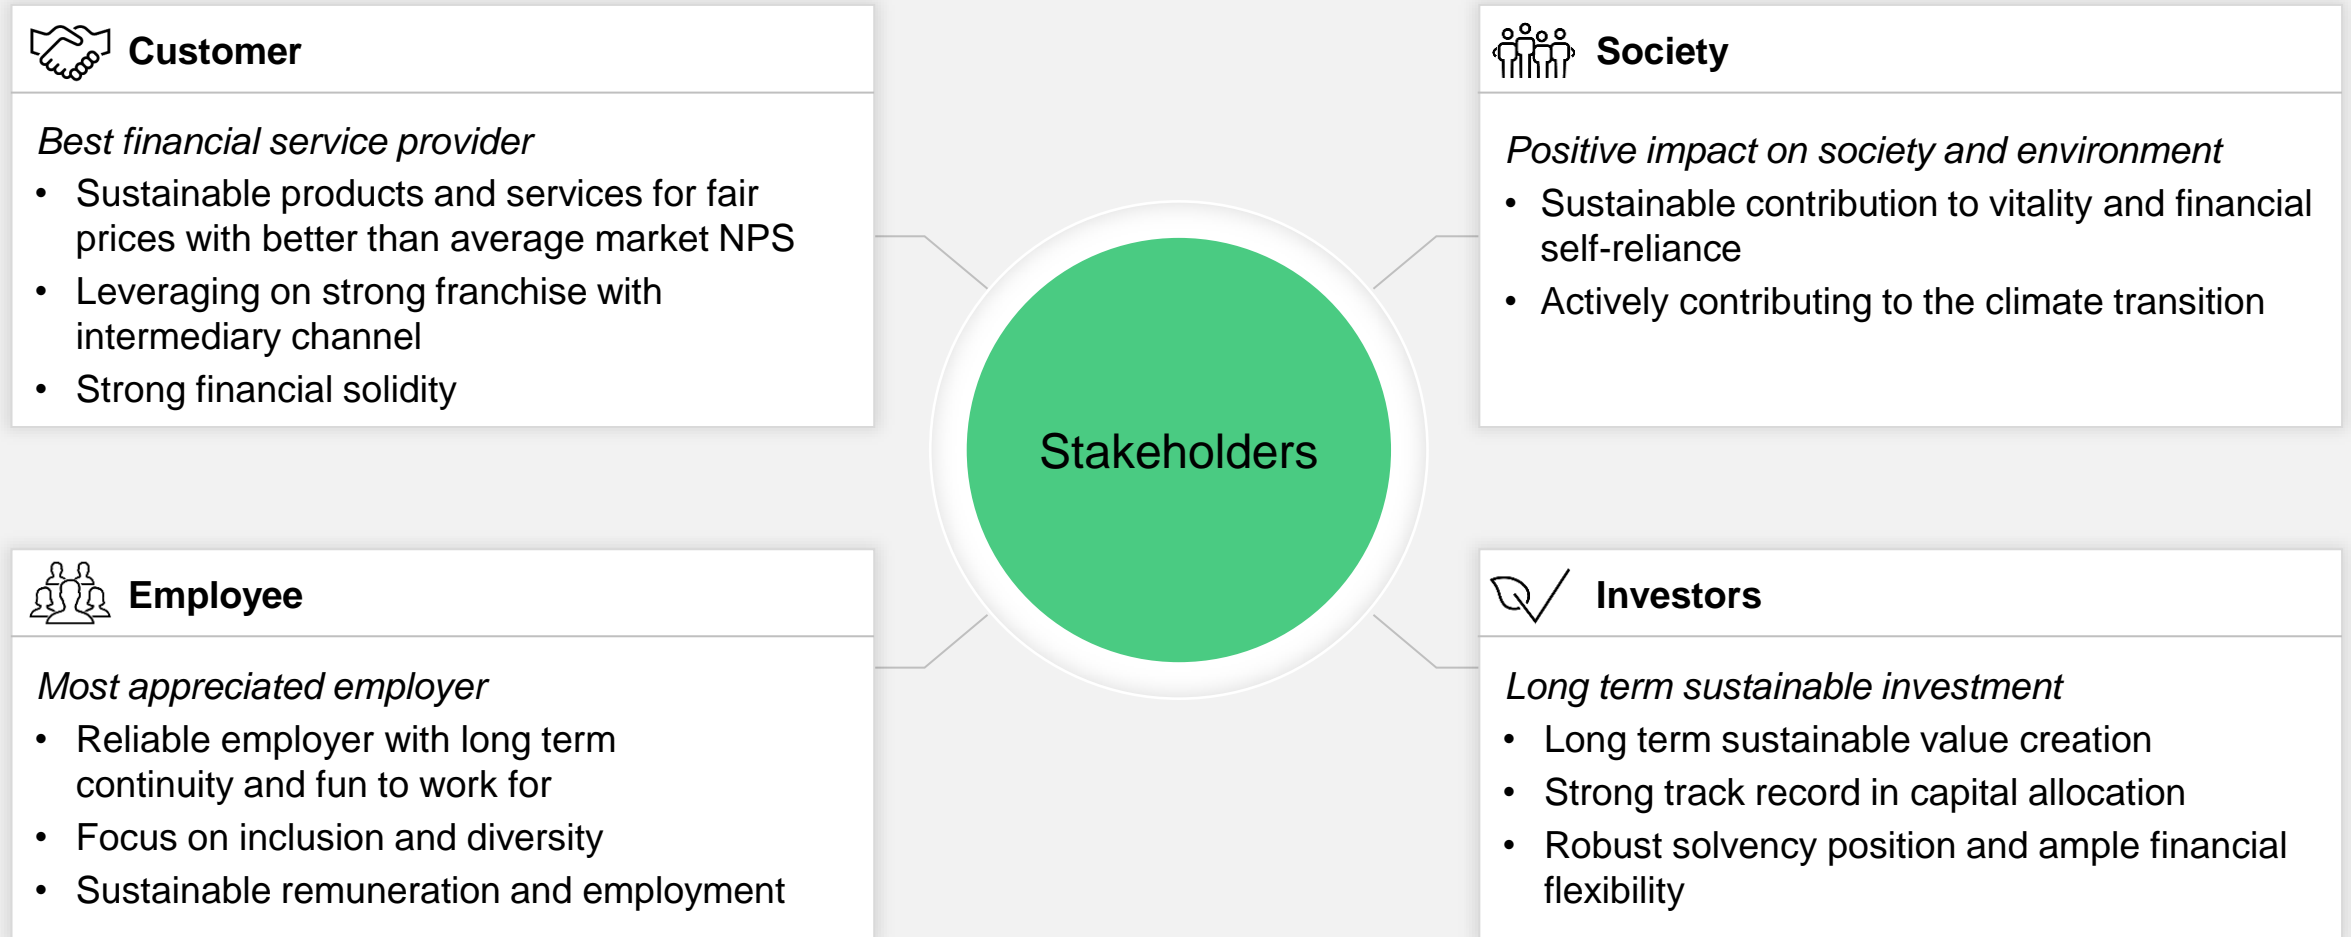 Customer
Best financial service provider
• Sustainable products and services for fair
prices with better than average market NPS
• Leveraging on strong franchise with
intermediary channel
• Strong financial solidity
Society
Positive impact on society and environment
• Sustainable contribution to vitality and financial
self-reliance
• Actively contributing to the climate transition
Stakeholders
Employee
Most appreciated employer
• Reliable employer with long term
continuity and fun to work for
• Focus on inclusion and diversity
• Sustainable remuneration and employment
Investors
Long term sustainable investment
• Long term sustainable value creation
• Strong track record in capital allocation
• Robust solvency position and ample financial
flexibility